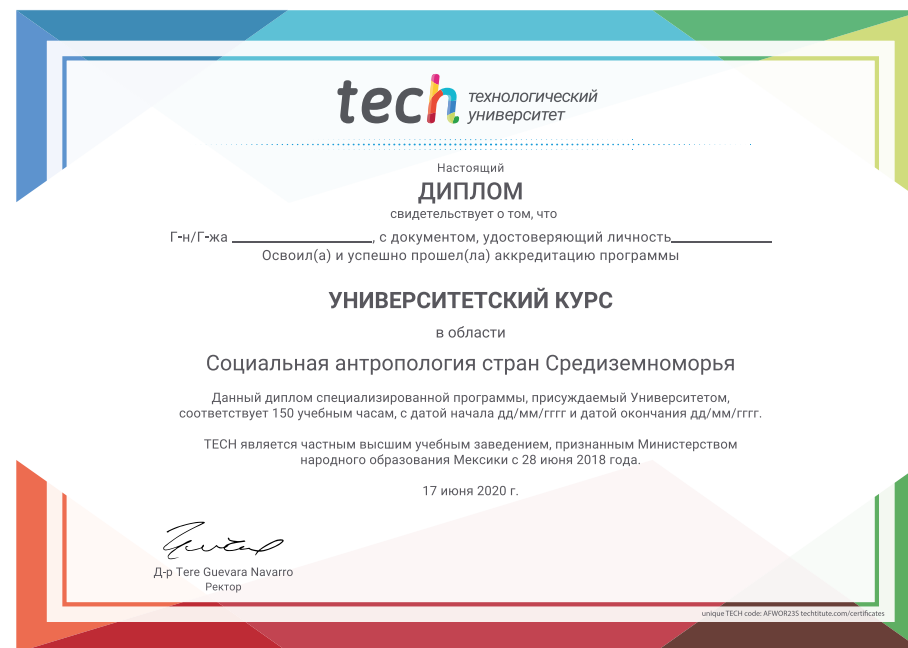 tech технологический
университет
Настоящий
ДИПЛОМ
свидетельствует о том, что
Г-н/Г-жа ____________________, с документом, удостоверяющий личность______________
Освоил(а) и успешно прошел(ла) аккредитацию программы
УНИВЕРСИТЕТСКИЙ КУРС
в области
Социальная антропология стран Средиземноморья
Данный диплом специализированной программы, присуждаемый Университетом,
соответствует 150 учебным часам, с датой начала дд/мм/гггг и датой окончания дд/мм/гггг.
TECH является частным высшим учебным заведением, признанным Министерством
народного образования Мексики с 28 июня 2018 года.
17 июня 2020 г.
Д-р Tere Guevara Navarro
Ректор
unique TECH code: AFWOR23S techtitute.com/certificates